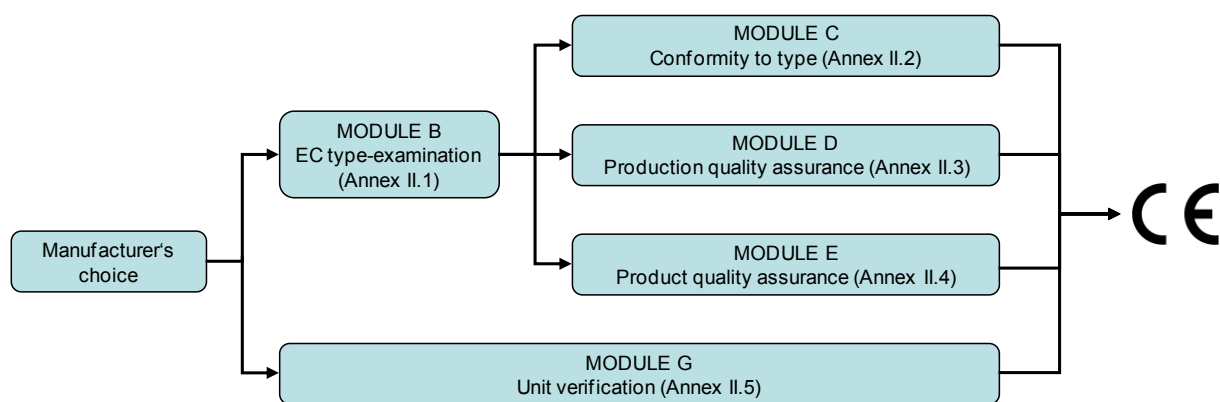 Manufacturer‘s
choice
MODULE B
EC type-examination
(Annex II.1)
MODULE C
Conformity to type (Annex II.2)
MODULE D
Production quality assurance (Annex II.3)
MODULE E
Product quality assurance (Annex II.4)
MODULE G
Unit verification (Annex II.5)
CE